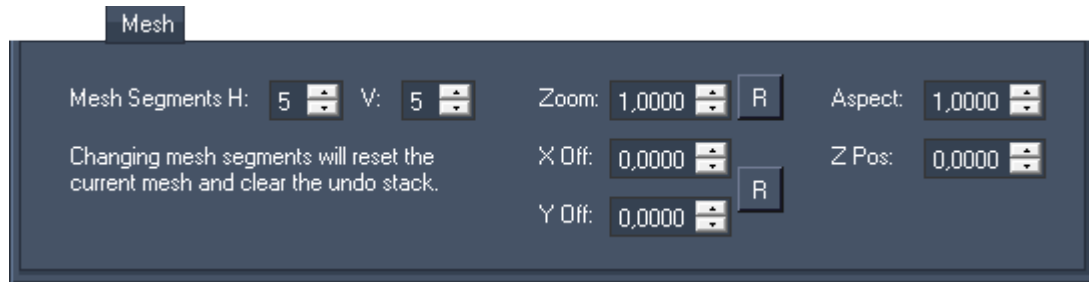 Mesh
Mesh Segments H: 5 V: 5 Zoom: 1,0000 R Aspect: 1,0000
Changing mesh segments will reset the X Off: 0,0000 Z Pos: 0,0000
current mesh and clear the undo stack. R
Y Off: 0,0000